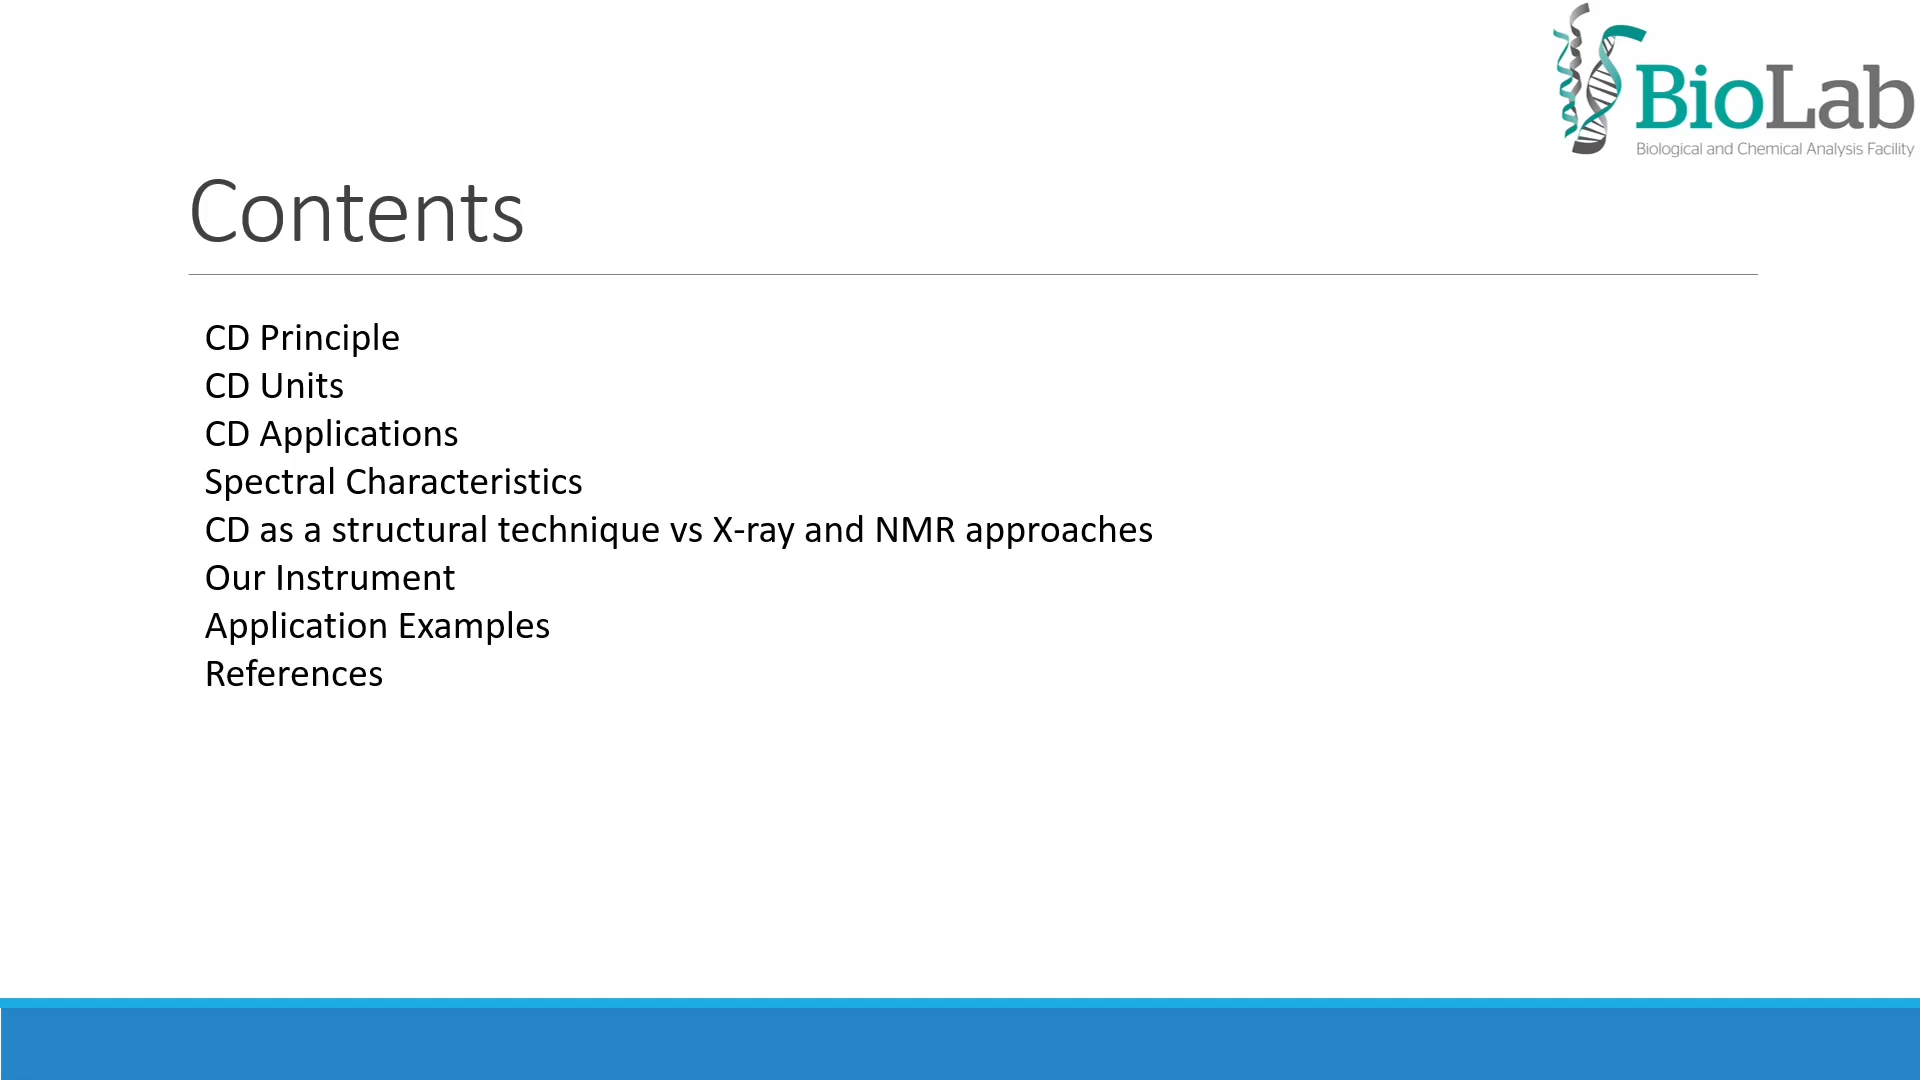 BioLab
Biological and Chemical Analysis Facility
Contents
CD Principle
CD Units
CD Applications
Spectral Characteristics
CD as a structural technique vs X-ray and NMR approaches
Our Instrument
Application Examples
References